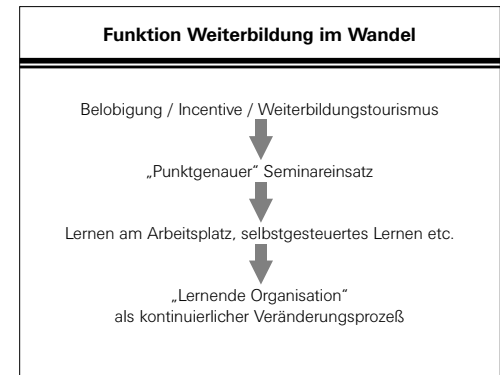 Funktion Weiterbildung im Wandel
Belobigung / Incentive / Weiterbildungstourismus
„Punktgenauer“ Seminareinsatz
Lernen am Arbeitsplatz, selbstgesteuertes Lernen etc.
„Lernende Organisation“
als kontinuierlicher Veränderungsprozeß